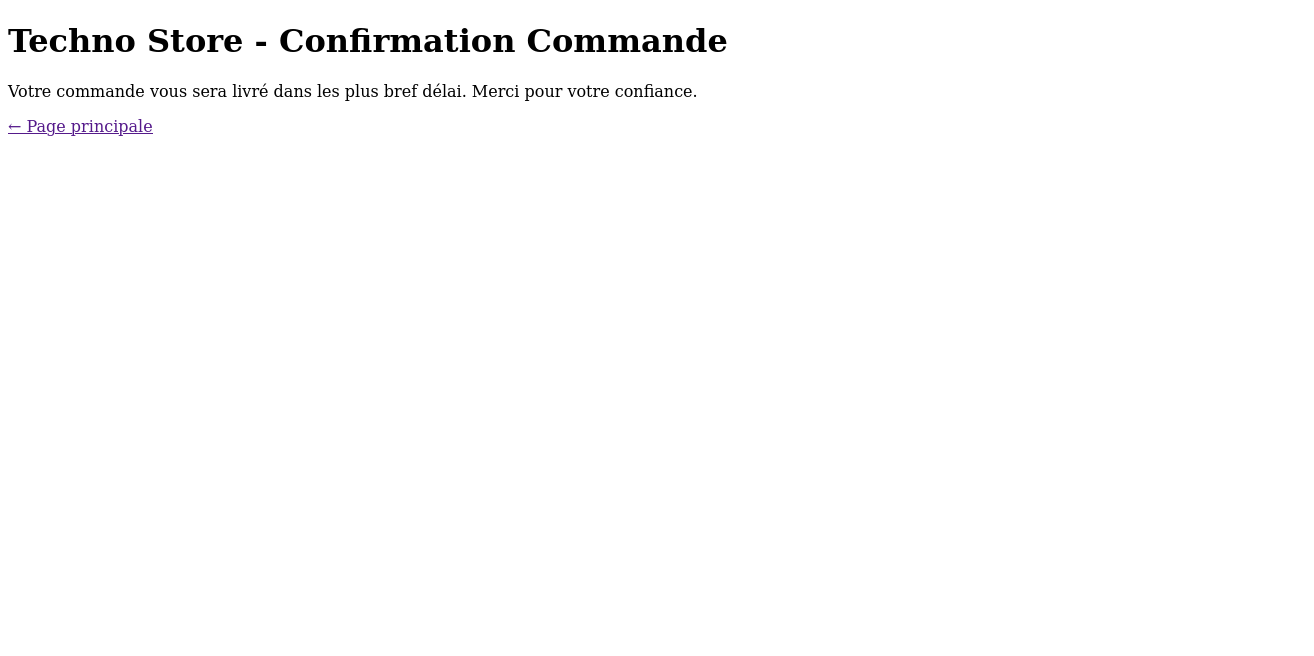 Techno Store - Confirmation Commande
Votre commande vous sera livré dans les plus bref délai. Merci pour votre confiance.
← Page principale